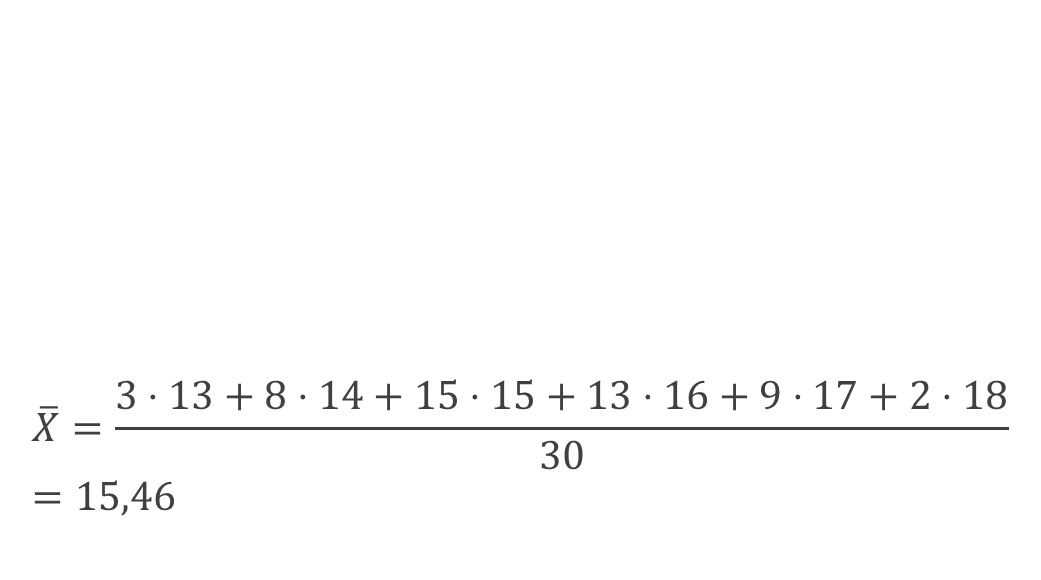 X̄ = (3 · 13 + 8 · 14 + 15 · 15 + 13 · 16 + 9 · 17 + 2 · 18) / 30
= 15,46